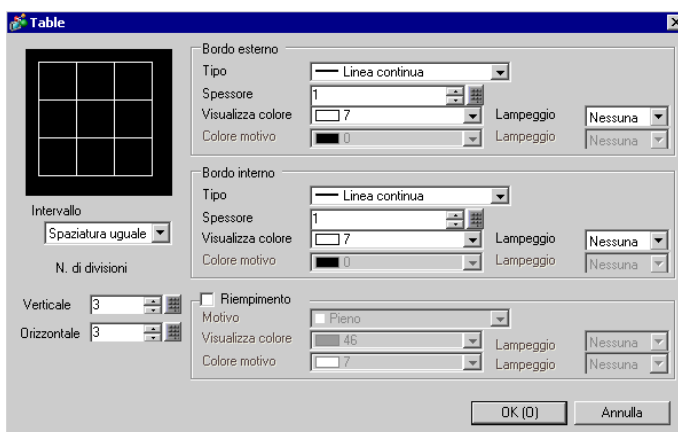 Table
Intervallo
Spaziatura uguale
N. di divisioni
Verticale 3
Orizzontale 3
Bordo esterno
Tipo Linea continua
Spessore 1
Visualizza colore 7 Lampeggio Nessuna
Colore motivo 0 Lampeggio Nessuna
Bordo interno
Tipo Linea continua
Spessore 1
Visualizza colore 7 Lampeggio Nessuna
Colore motivo 0 Lampeggio Nessuna
Riempimento
Motivo Pieno
Visualizza colore 46 Lampeggio Nessuna
Colore motivo 7 Lampeggio Nessuna
OK (O) Annulla